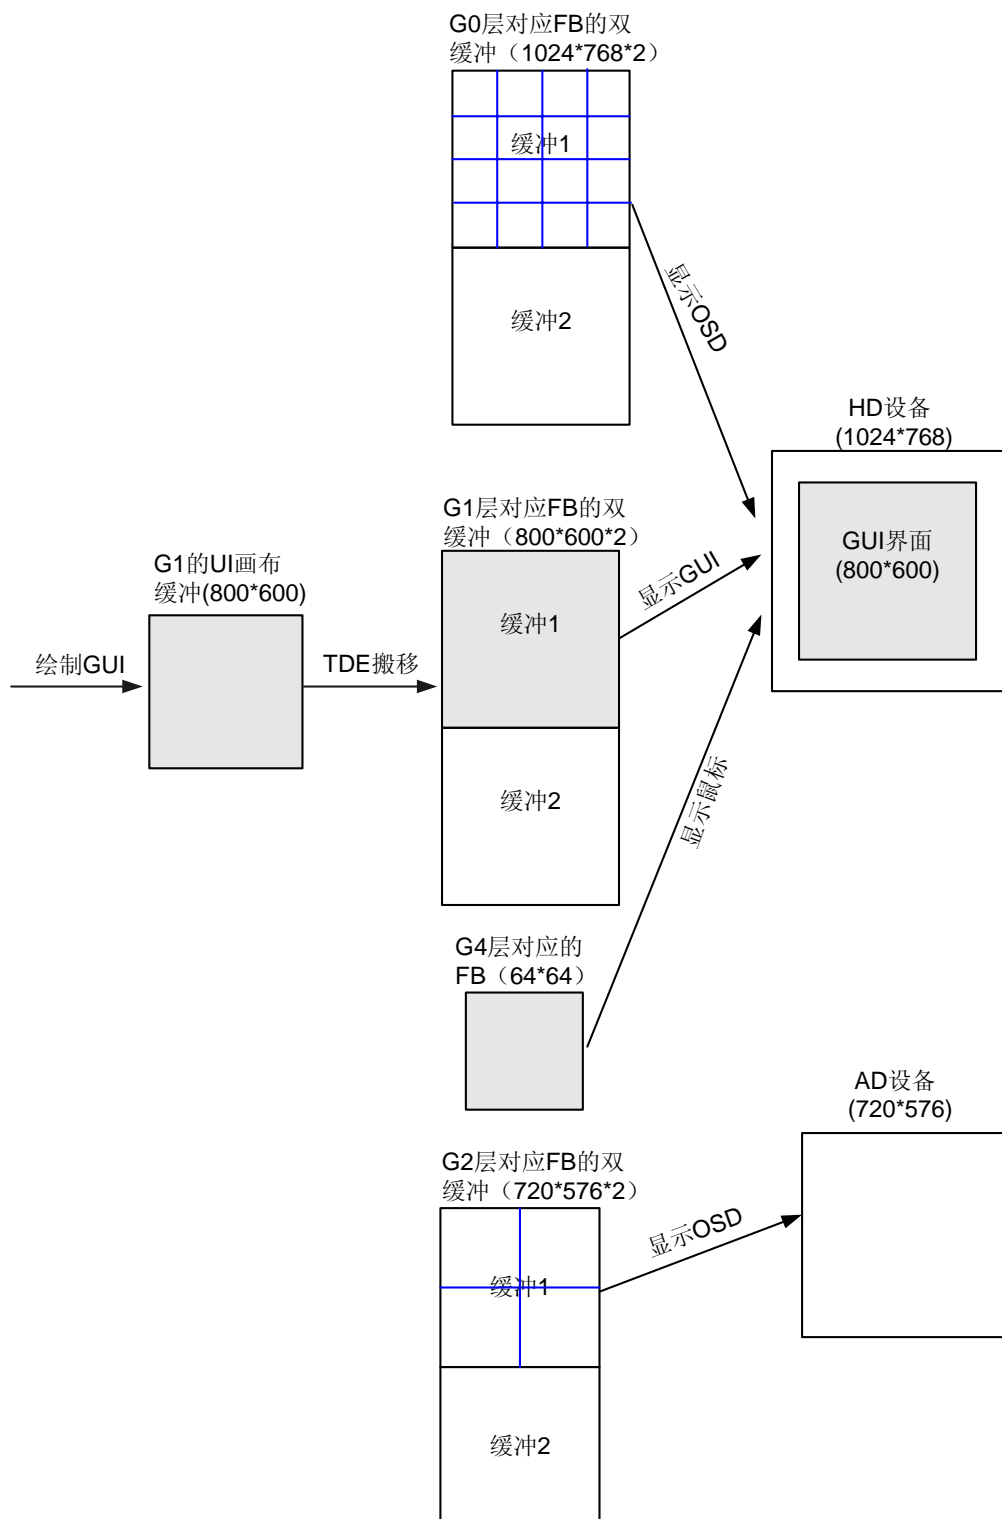 G0层对应FB的双
缓冲（1024*768*2）
缓冲1
缓冲2
显示OSD
HD设备
(1024*768)
GUI界面
(800*600)
G1层对应FB的双
缓冲（800*600*2）
缓冲1
缓冲2
显示GUI
G1的UI画布
缓冲(800*600)
绘制GUI
TDE搬移
显示鼠标
G4层对应的
FB（64*64）
AD设备
(720*576)
G2层对应FB的双
缓冲（720*576*2）
缓冲1
缓冲2
显示OSD